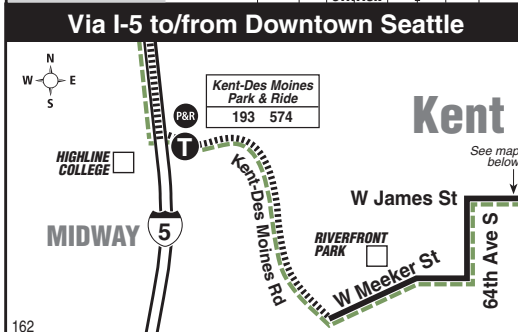 Via I-5 to/from Downtown Seattle
N
W E
S
Kent-Des Moines
Park & Ride
193 574
P&R
T
Kent
See map
below
HIGHLINE
COLLEGE
MIDWAY
5
Kent-Des Moines Rd
W James St
RIVERFRONT
PARK
W Meeker St
64th Ave S
162